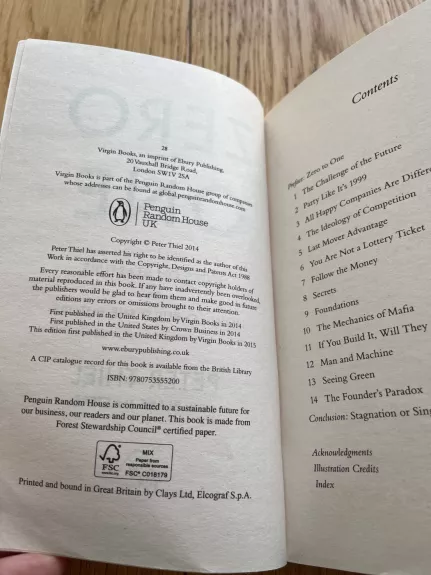 28
Virgin Books, an imprint of Ebury Publishing,
20 Vauxhall Bridge Road,
London SW1V 2SA
Virgin Books is part of the Penguin Random House group of companies
whose addresses can be found at global.penguinrandomhouse.com
Penguin
Random House
UK
Copyright © Peter Thiel 2014
Peter Thiel has asserted his right to be identified as the author of this
Work in accordance with the Copyright, Designs and Patents Act 1988
Every reasonable effort has been made to contact copyright holders of
material reproduced in this book. If any have inadvertently been overlooked,
the publishers would be glad to hear from them and make good in future
editions any errors or omissions brought to their attention.
First published in the United Kingdom by Virgin Books in 2014
First published in the United States by Crown Business in 2014
This edition first published in the United Kingdom by Virgin Books in 2015
www.eburypublishing.co.uk
A CIP catalogue record for this book is available from the British Library
ISBN: 9780753555200
Penguin Random House is committed to a sustainable future for
our business, our readers and our planet. This book is made from
Forest Stewardship Council® certified paper.
FSC
MIX
Paper from
responsible sources
FSC® C018179
Printed and bound in Great Britain by Clays Ltd, Elcograf S.p.A.
Contents
Preface: Zero to One
1 The Challenge of the Future
2 Party Like It's 1999
3 All Happy Companies Are Differe
4 The Ideology of Competition
5 Last Mover Advantage
6 You Are Not a Lottery Ticket
7 Follow the Money
8 Secrets
9 Foundations
10 The Mechanics of Mafia
11 If You Build It, Will They
12 Man and Machine
13 Seeing Green
14 The Founder's Paradox
Conclusion: Stagnation or Sing
Acknowledgments
Illustration Credits
Index